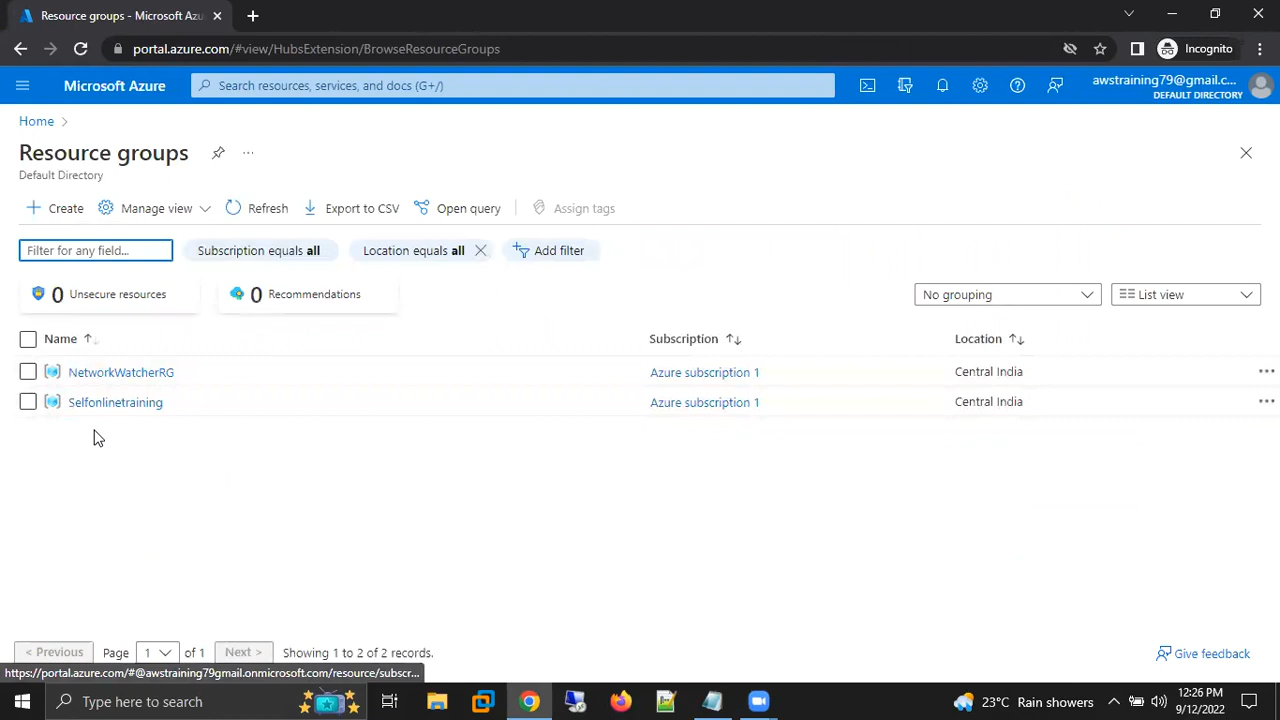 Resource groups - Microsoft Azu
portal.azure.com/#view/HubsExtension/BrowseResourceGroups
Incognito
Microsoft Azure
Search resources, services, and docs (G+/)
awstraining79@gmail.c...
DEFAULT DIRECTORY
Home
Resource groups
Default Directory
Create
Manage view
Refresh
Export to CSV
Open query
Assign tags
Filter for any field...
Subscription equals all
Location equals all
Add filter
0 Unsecure resources
0 Recommendations
No grouping
List view
Name
Subscription
Location
NetworkWatcherRG
Azure subscription 1
Central India
Selfonlinetraining
Azure subscription 1
Central India
< Previous
Page
1
of 1
Next >
Showing 1 to 2 of 2 records.
Give feedback
https://portal.azure.com/#@awstraining79gmail.onmicrosoft.com/resource/subscr...
Type here to search
23°C Rain showers
12:26 PM
9/12/2022